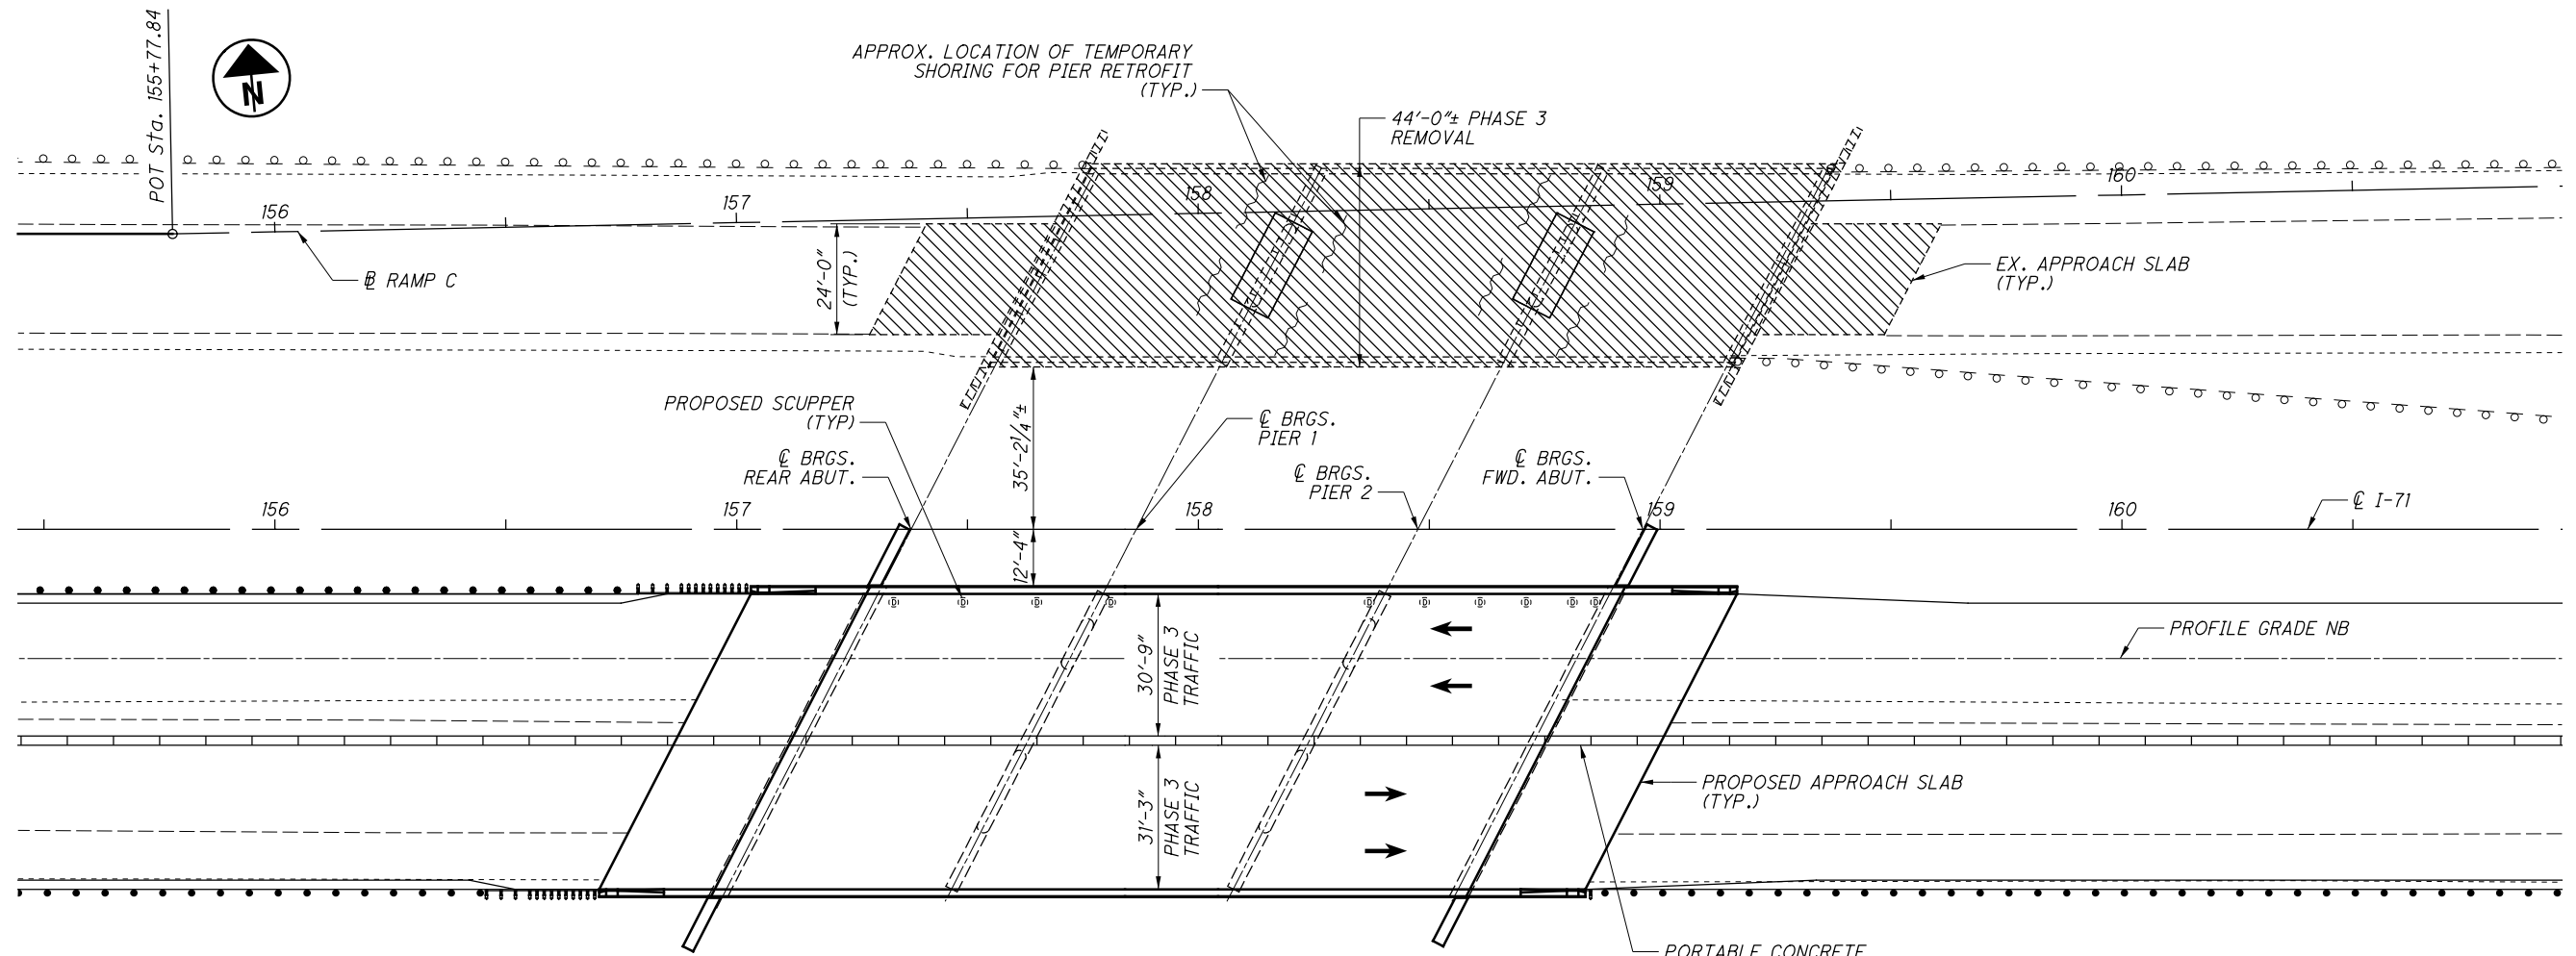 POT Sta. 155+77.84
N
APPROX. LOCATION OF TEMPORARY
SHORING FOR PIER RETROFIT
(TYP.)
44'-0"± PHASE 3
REMOVAL
156
157
158
159
160
℄ RAMP C
24'-0"
(TYP.)
EX. APPROACH SLAB
(TYP.)
PROPOSED SCUPPER
(TYP)
35'-2¼"±
℄ BRGS.
PIER 1
℄ BRGS.
REAR ABUT.
℄ BRGS.
PIER 2
℄ BRGS.
FWD. ABUT.
℄ I-71
156
157
158
159
160
12'-4"
30'-9"
PHASE 3
TRAFFIC
PROFILE GRADE NB
31'-3"
PHASE 3
TRAFFIC
PROPOSED APPROACH SLAB
(TYP.)
PORTABLE CONCRETE